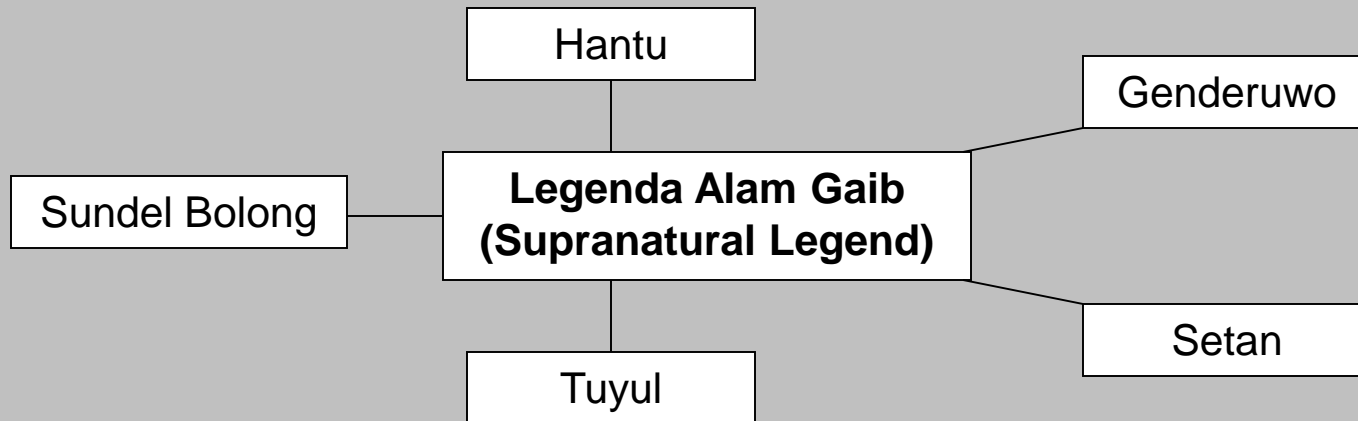 Hantu
Genderuwo
Legenda Alam Gaib
(Supranatural Legend)
Sundel Bolong
Setan
Tuyul